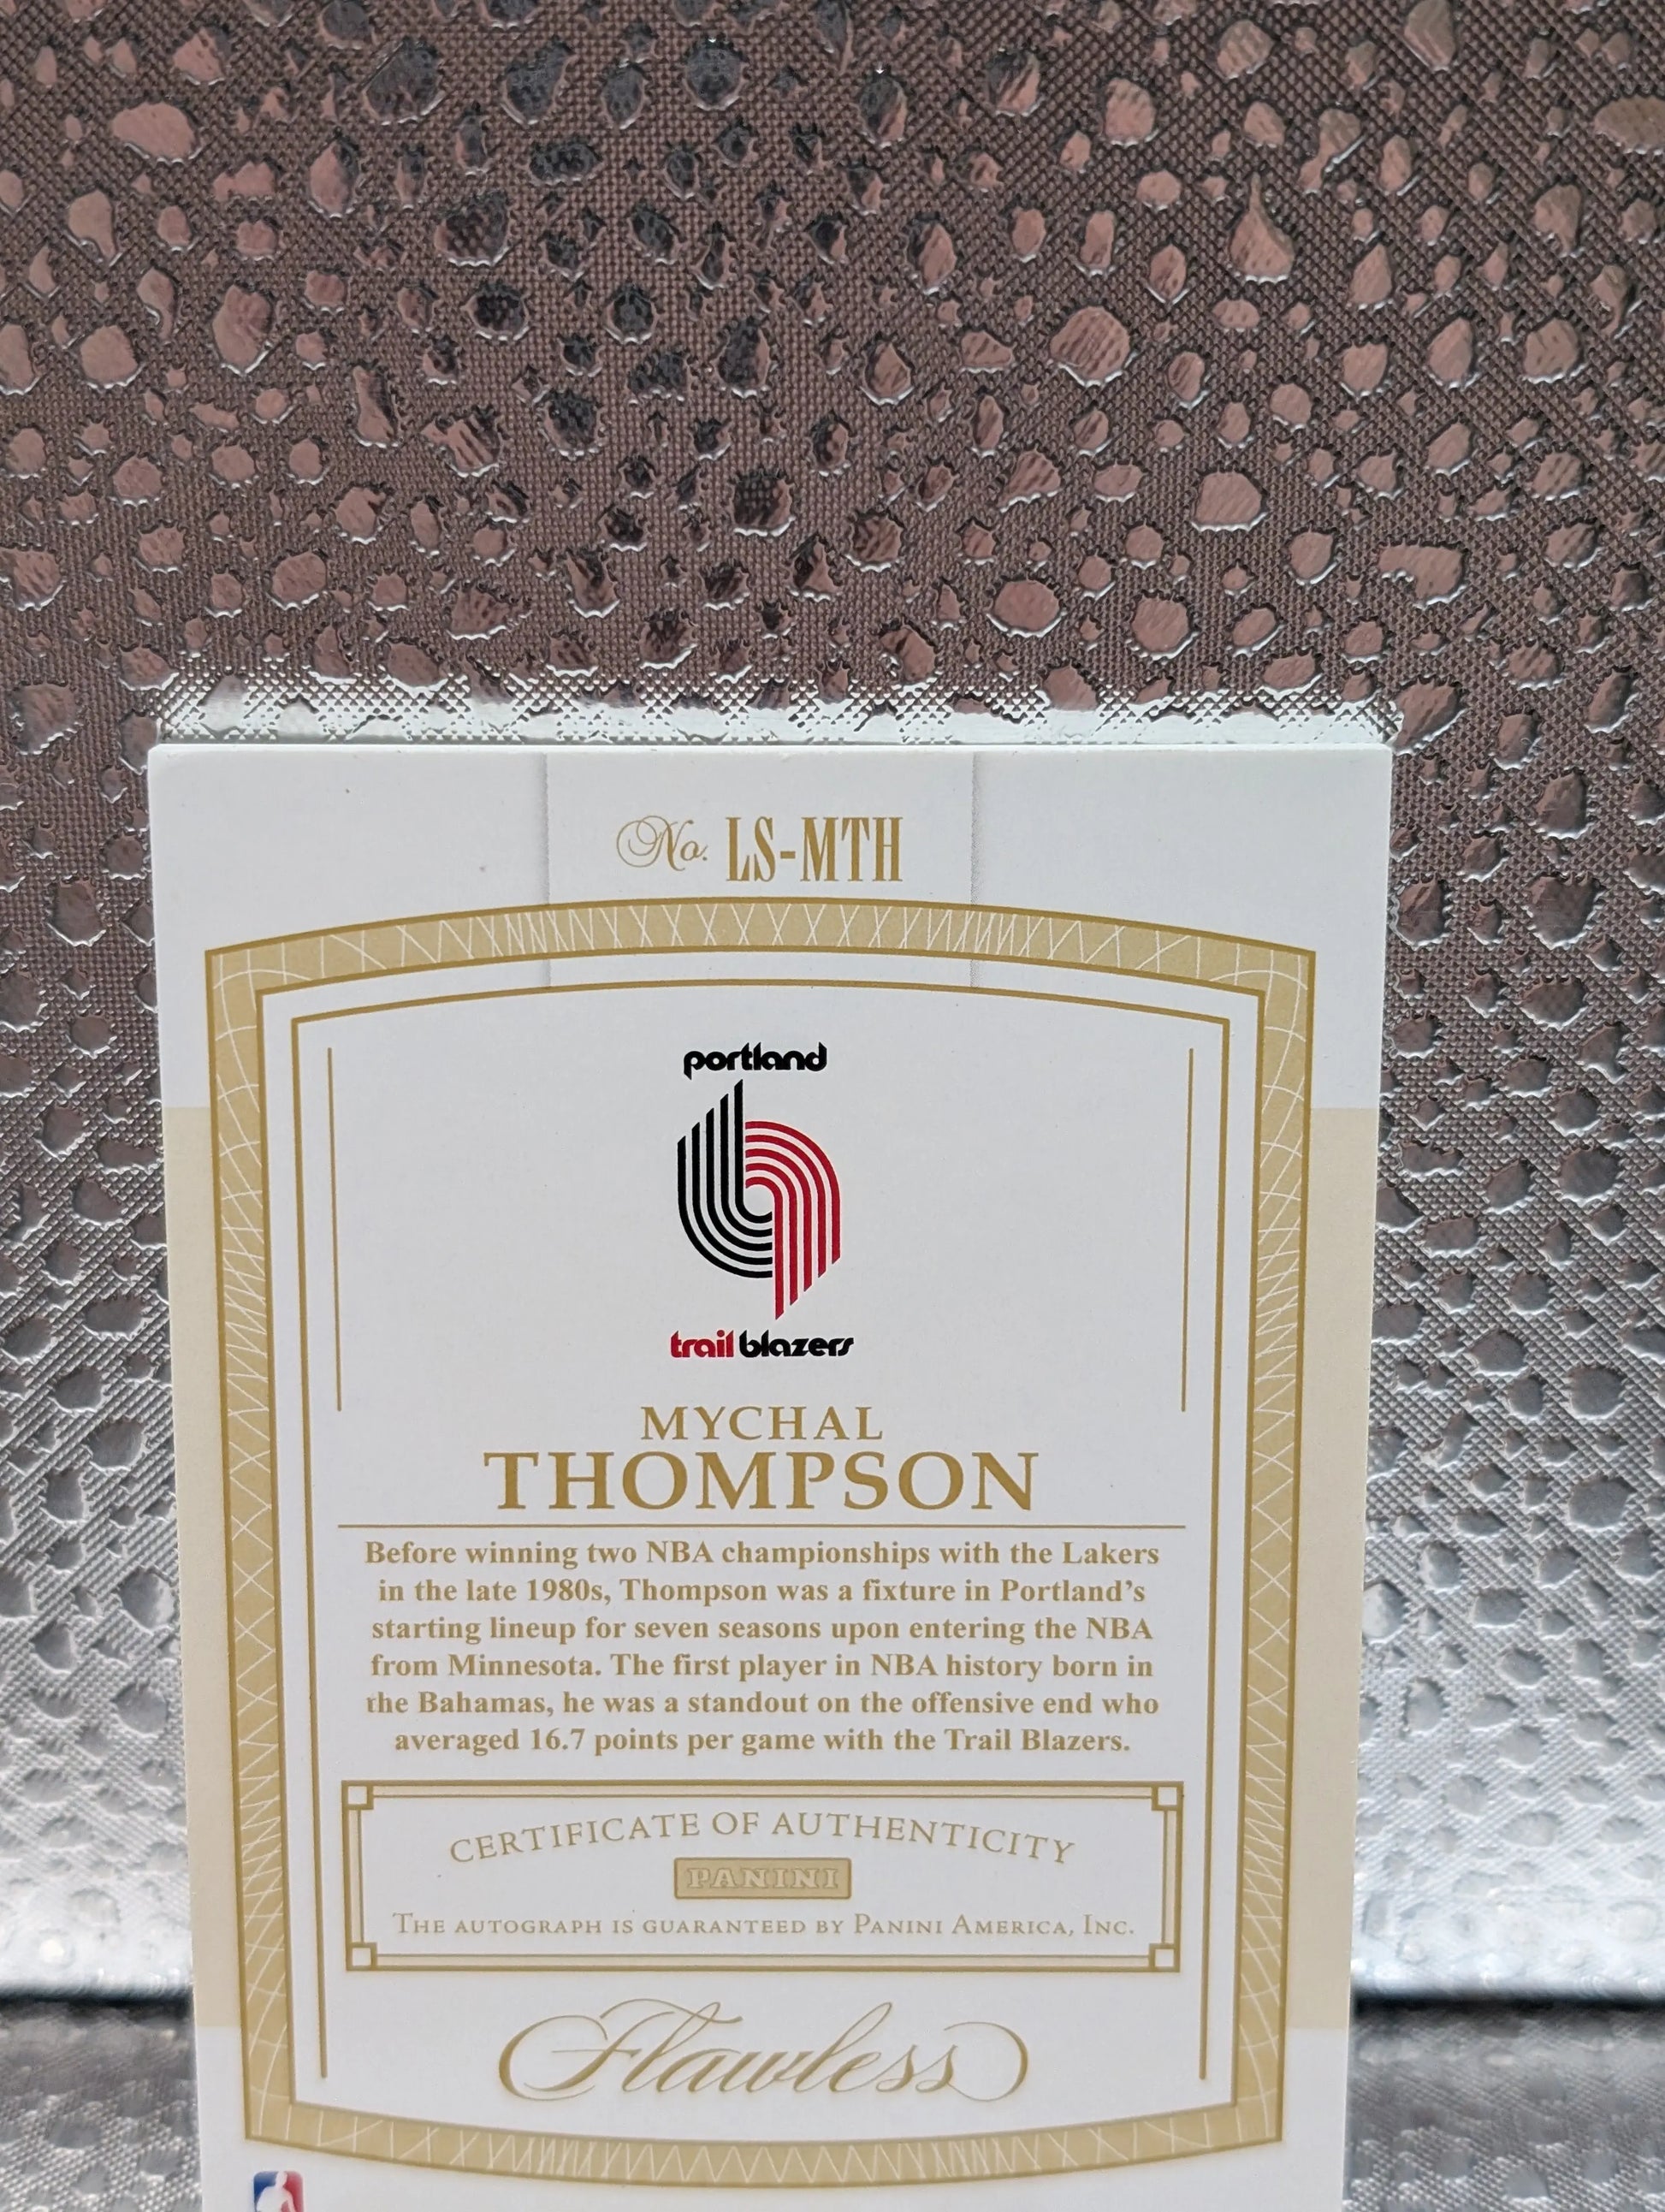 No. LS-MTH
portland
trail blazers
MYCHAL
THOMPSON
Before winning two NBA championships with the Lakers
in the late 1980s, Thompson was a fixture in Portland's
starting lineup for seven seasons upon entering the NBA
from Minnesota. The first player in NBA history born in
the Bahamas, he was a standout on the offensive end who
averaged 16.7 points per game with the Trail Blazers.
CERTIFICATE OF AUTHENTICITY
PANINI
THE AUTOGRAPH IS GUARANTEED BY PANINI AMERICA, INC.
Flawless